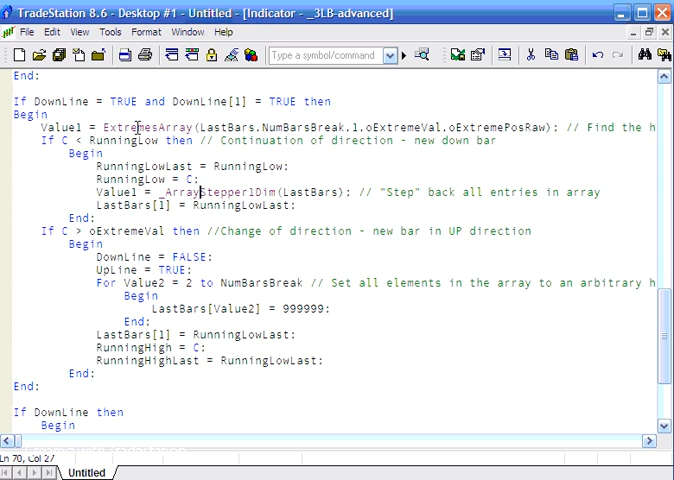 TradeStation 8.6 - Desktop #1 - Untitled - [Indicator - _3LB-advanced]
File Edit View Tools Format Window Help
Type a symbol/command
End;
If DownLine = TRUE and DownLine[1] = TRUE then
Begin
Value1 = ExtremesArray(LastBars,NumBarsBreak,1,oExtremeVal,oExtremePosRaw); // Find the h
If C < RunningLow then // Continuation of direction - new down bar
Begin
RunningLowLast = RunningLow;
RunningLow = C;
Value1 = _ArrayStepper1Dim(LastBars); // "Step" back all entries in array
LastBars[1] = RunningLowLast;
End;
If C > oExtremeVal then //Change of direction - new bar in UP direction
Begin
DownLine = FALSE;
UpLine = TRUE;
For Value2 = 2 to NumBarsBreak // Set all elements in the array to an arbitrary h
Begin
LastBars[Value2] = 999999;
End;
LastBars[1] = RunningLowLast;
RunningHigh = C;
RunningHighLast = RunningLowLast;
End;
End;
If DownLine then
Begin
Ln 70, Col 27
Untitled